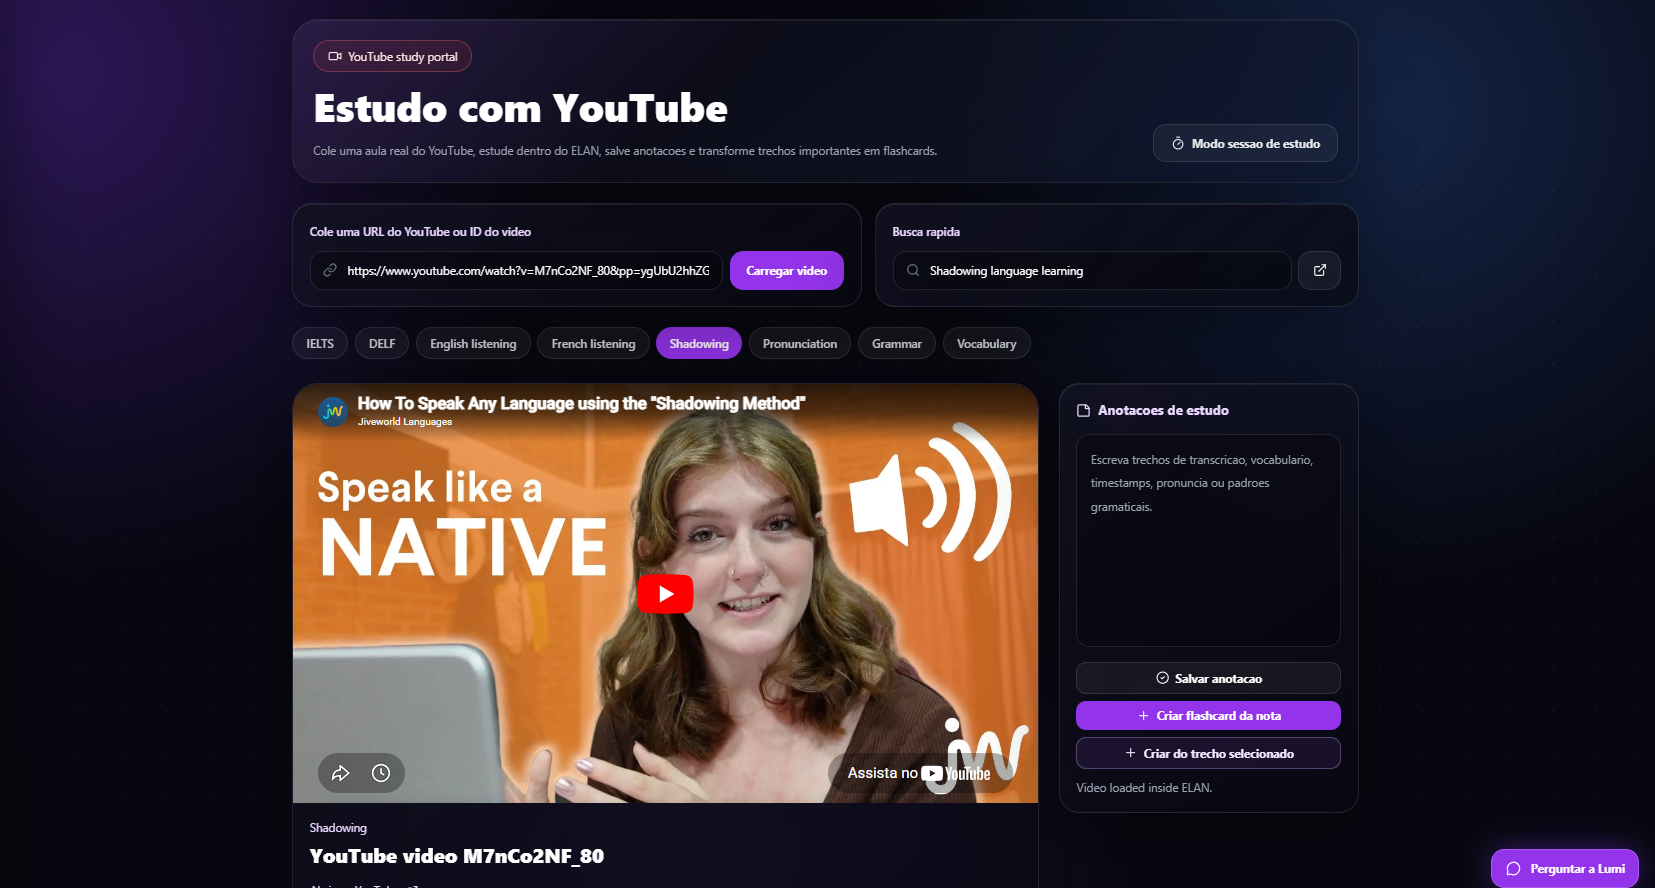 YouTube study portal
Estudo com YouTube
Cole uma aula real do YouTube, estude dentro do ELAN, salve anotacoes e transforme trechos importantes em flashcards.
Modo sessao de estudo
Cole uma URL do YouTube ou ID do video
https://www.youtube.com/watch?v=M7nCo2NF_80&pp=ygUbU2hhZG
Carregar video
Busca rapida
Shadowing language learning
IELTS
DELF
English listening
French listening
Shadowing
Pronunciation
Grammar
Vocabulary
jw
How To Speak Any Language using the "Shadowing Method"
Jiveworld Languages
Speak like a
NATIVE
jw
Assista no YouTube
Shadowing
YouTube video M7nCo2NF_80
Anotacoes de estudo
Escreva trechos de transcricao, vocabulario,
timestamps, pronuncia ou padroes
gramaticais.
Salvar anotacao
+ Criar flashcard da nota
+ Criar do trecho selecionado
Video loaded inside ELAN.
Perguntar a Lumi